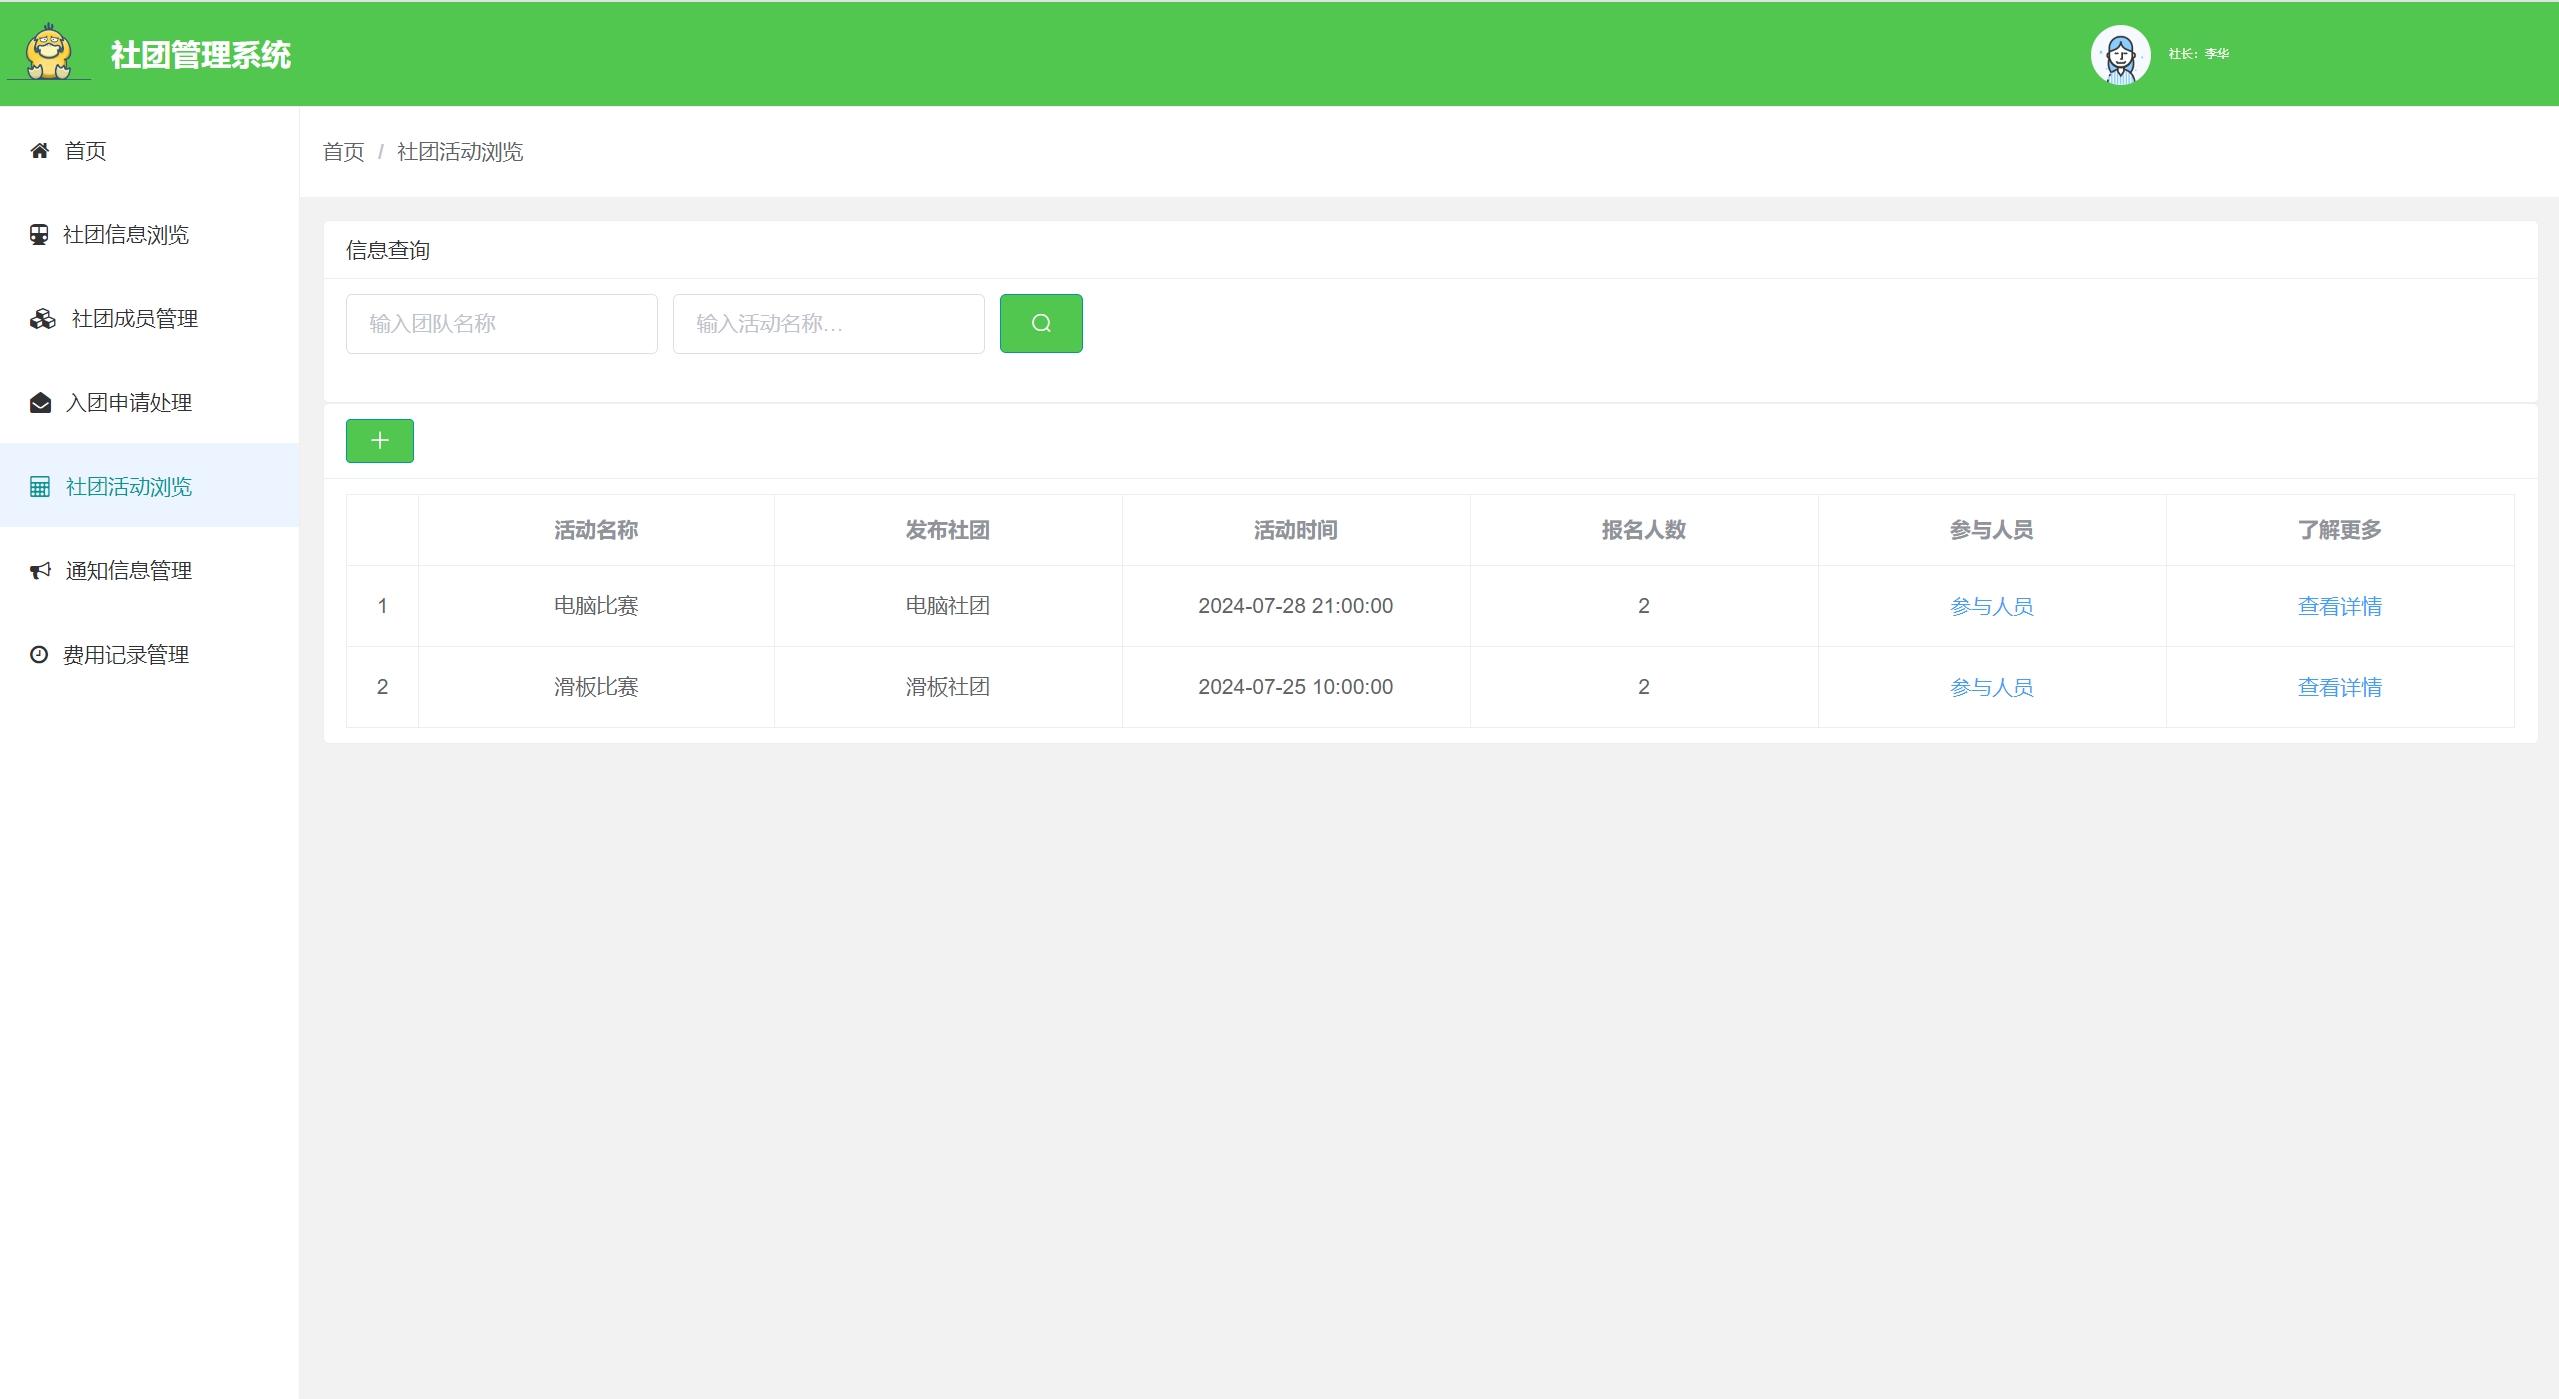 社团管理系统
社长：李华
首页
社团信息浏览
社团成员管理
入团申请处理
社团活动浏览
通知信息管理
费用记录管理
首页 / 社团活动浏览
信息查询
输入团队名称 输入活动名称…
活动名称 发布社团 活动时间 报名人数 参与人员 了解更多
1 电脑比赛 电脑社团 2024-07-28 21:00:00 2 参与人员 查看详情
2 滑板比赛 滑板社团 2024-07-25 10:00:00 2 参与人员 查看详情